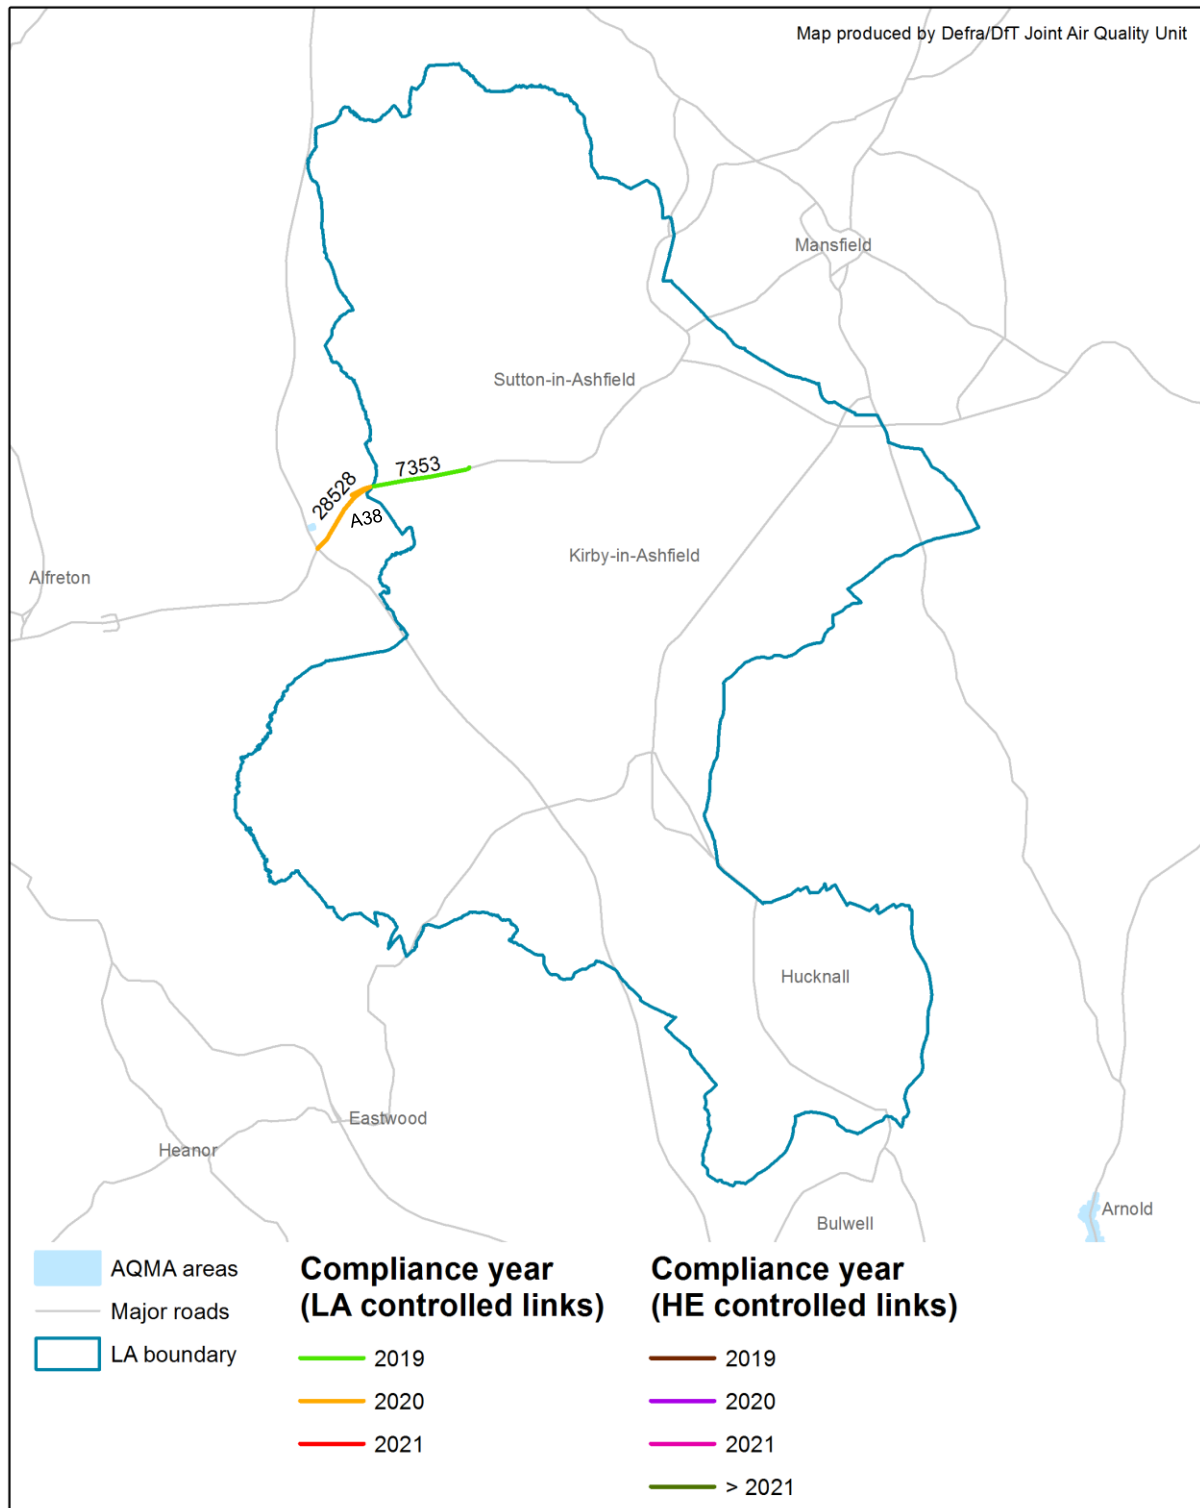 Map produced by Defra/DfT Joint Air Quality Unit
Mansfield
Sutton-in-Ashfield
7353
28528
A38
Kirby-in-Ashfield
Alfreton
Hucknall
Eastwood
Heanor
Arnold
Bulwell
AQMA areas
Major roads
LA boundary
Compliance year
(LA controlled links)
2019
2020
2021
Compliance year
(HE controlled links)
2019
2020
2021
> 2021